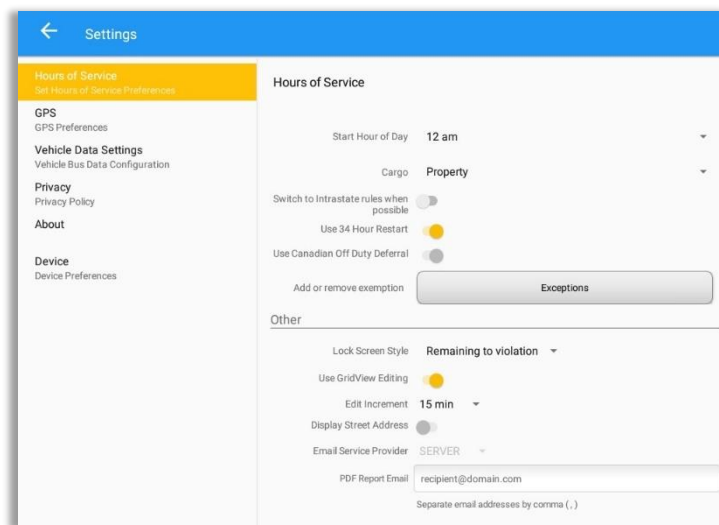 Settings
Hours of Service
Set Hours of Service Preferences
GPS
GPS Preferences
Vehicle Data Settings
Vehicle Bus Data Configuration
Privacy
Privacy Policy
About
Device
Device Preferences
Hours of Service
Start Hour of Day 12 am
Cargo Property
Switch to Intrastate rules when
possible
Use 34 Hour Restart
Use Canadian Off Duty Deferral
Add or remove exemption Exceptions
Other
Lock Screen Style Remaining to violation
Use GridView Editing
Edit Increment 15 min
Display Street Address
Email Service Provider SERVER
PDF Report Email recipient@domain.com
Separate email addresses by comma ( , )